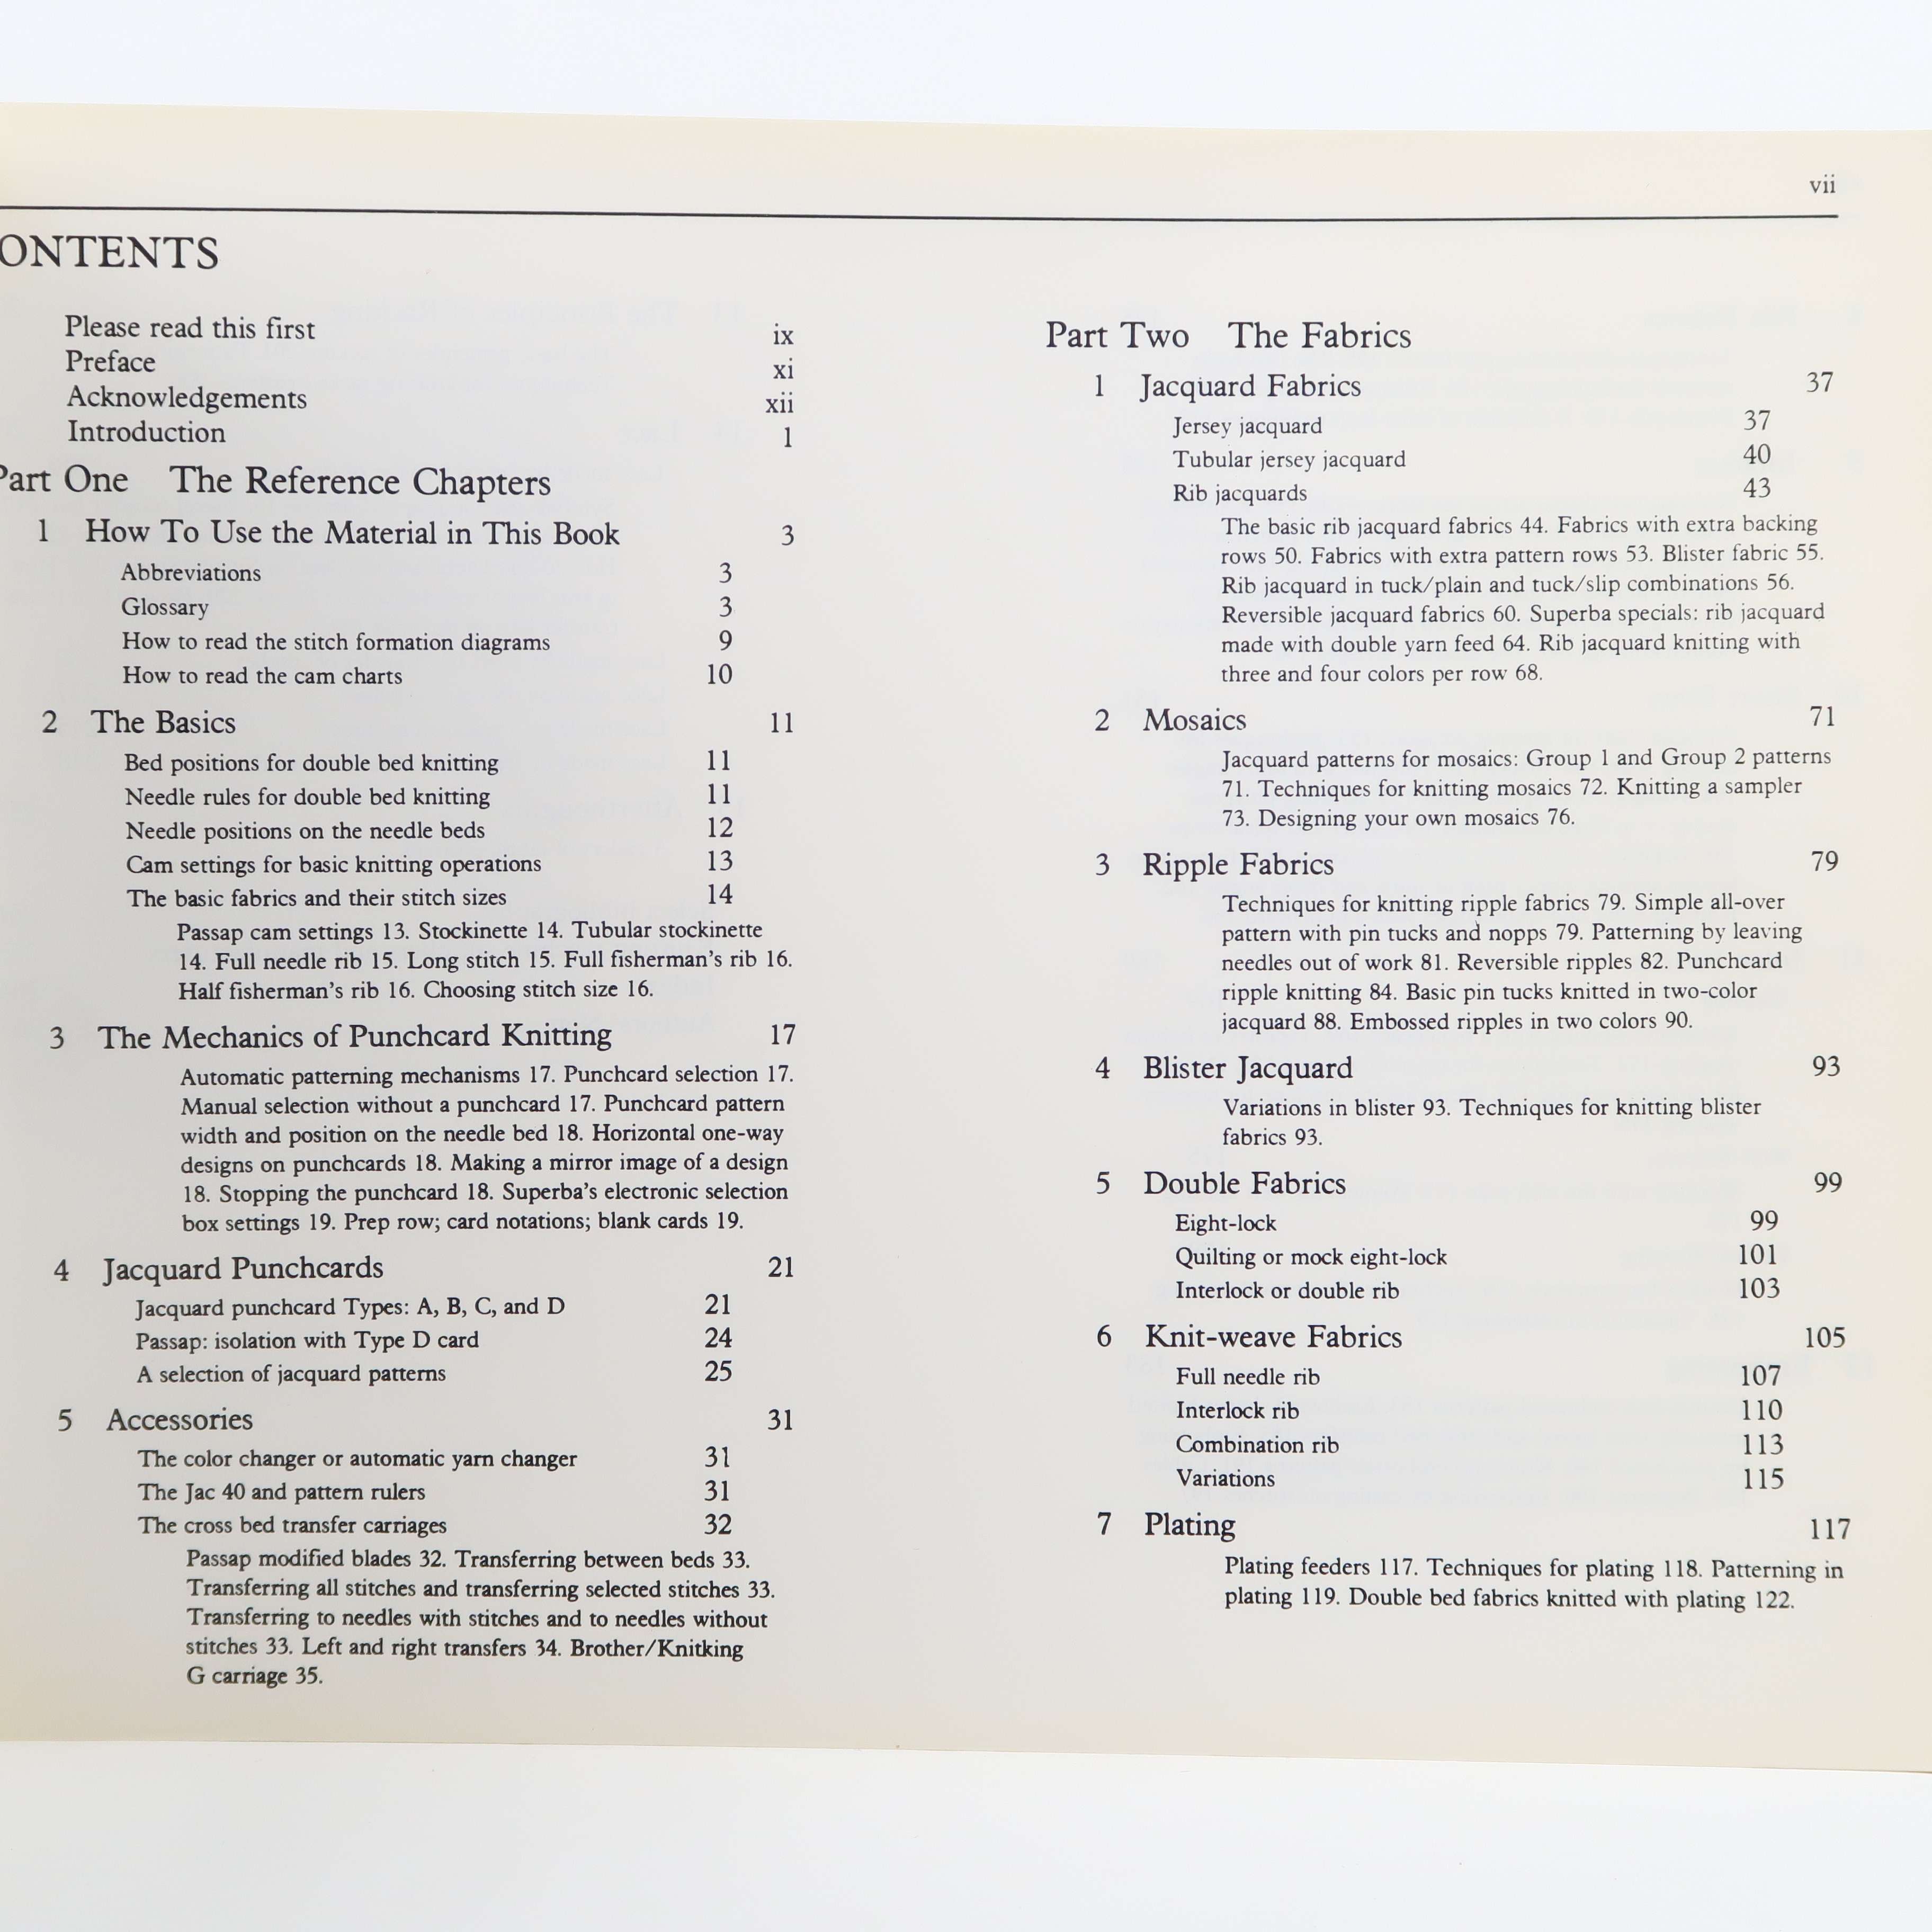 vii
ONTENTS
Please read this first ix
Preface xi
Acknowledgements xii
Introduction 1
Part One The Reference Chapters
1 How To Use the Material in This Book 3
Abbreviations 3
Glossary 3
How to read the stitch formation diagrams 9
How to read the cam charts 10
2 The Basics 11
Bed positions for double bed knitting 11
Needle rules for double bed knitting 11
Needle positions on the needle beds 12
Cam settings for basic knitting operations 13
The basic fabrics and their stitch sizes 14
Passap cam settings 13. Stockinette 14. Tubular stockinette
14. Full needle rib 15. Long stitch 15. Full fisherman's rib 16.
Half fisherman's rib 16. Choosing stitch size 16.
3 The Mechanics of Punchcard Knitting 17
Automatic patterning mechanisms 17. Punchcard selection 17.
Manual selection without a punchcard 17. Punchcard pattern
width and position on the needle bed 18. Horizontal one-way
designs on punchcards 18. Making a mirror image of a design
18. Stopping the punchcard 18. Superba's electronic selection
box settings 19. Prep row; card notations; blank cards 19.
4 Jacquard Punchcards 21
Jacquard punchcard Types: A, B, C, and D 21
Passap: isolation with Type D card 24
A selection of jacquard patterns 25
5 Accessories 31
The color changer or automatic yarn changer 31
The Jac 40 and pattern rulers 31
The cross bed transfer carriages 32
Passap modified blades 32. Transferring between beds 33.
Transferring all stitches and transferring selected stitches 33.
Transferring to needles with stitches and to needles without
stitches 33. Left and right transfers 34. Brother/Knitking
G carriage 35.
Part Two The Fabrics
1 Jacquard Fabrics 37
Jersey jacquard 37
Tubular jersey jacquard 40
Rib jacquards 43
The basic rib jacquard fabrics 44. Fabrics with extra backing
rows 50. Fabrics with extra pattern rows 53. Blister fabric 55.
Rib jacquard in tuck/plain and tuck/slip combinations 56.
Reversible jacquard fabrics 60. Superba specials: rib jacquard
made with double yarn feed 64. Rib jacquard knitting with
three and four colors per row 68.
2 Mosaics 71
Jacquard patterns for mosaics: Group 1 and Group 2 patterns
71. Techniques for knitting mosaics 72. Knitting a sampler
73. Designing your own mosaics 76.
3 Ripple Fabrics 79
Techniques for knitting ripple fabrics 79. Simple all-over
pattern with pin tucks and nopps 79. Patterning by leaving
needles out of work 81. Reversible ripples 82. Punchcard
ripple knitting 84. Basic pin tucks knitted in two-color
jacquard 88. Embossed ripples in two colors 90.
4 Blister Jacquard 93
Variations in blister 93. Techniques for knitting blister
fabrics 93.
5 Double Fabrics 99
Eight-lock 99
Quilting or mock eight-lock 101
Interlock or double rib 103
6 Knit-weave Fabrics 105
Full needle rib 107
Interlock rib 110
Combination rib 113
Variations 115
7 Plating 117
Plating feeders 117. Techniques for plating 118. Patterning in
plating 119. Double bed fabrics knitted with plating 122.